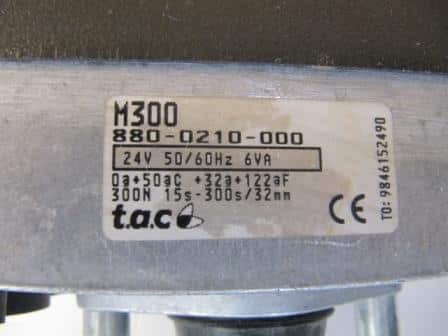 M300
880-0210-000
24V 50/60Hz 6VA
0a+50aC +32a+122aF
300N 15s-300s/32mm
t.a.c
CE
TO: 9846152490